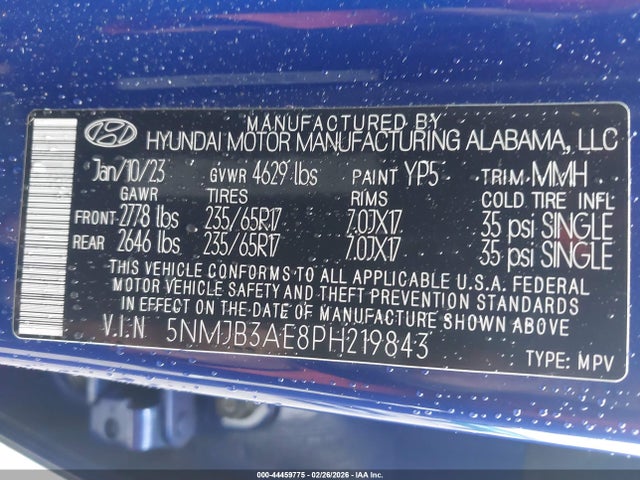 MANUFACTURED BY
HYUNDAI MOTOR MANUFACTURING ALABAMA, LLC
Jan/10/23 GVWR 4629 lbs PAINT YP5 TRIM MMH
GAWR TIRES RIMS COLD TIRE INFL
FRONT 2778 lbs 235/65R17 7.0JX17 35 psi SINGLE
REAR 2646 lbs 235/65R17 7.0JX17 35 psi SINGLE
THIS VEHICLE CONFORMS TO ALL APPLICABLE U.S.A. FEDERAL
MOTOR VEHICLE SAFETY AND THEFT PREVENTION STANDARDS
IN EFFECT ON THE DATE OF MANUFACTURE SHOWN ABOVE.
V.I.N 5NMJB3AE8PH219843
TYPE: MPV
000-44459775 - 02/26/2026 - IAA Inc.